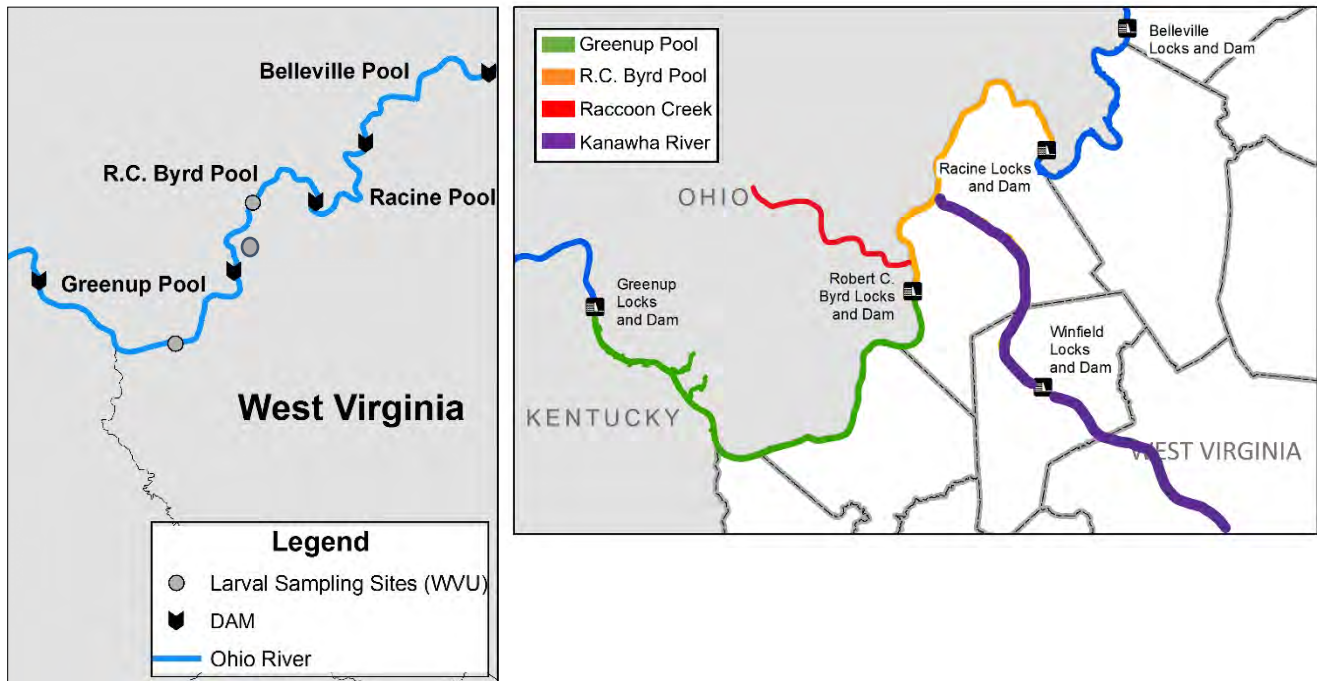 Belleville Pool
R.C. Byrd Pool
Racine Pool
Greenup Pool
West Virginia
Legend
Larval Sampling Sites (WVU)
DAM
Ohio River
Greenup Pool
R.C. Byrd Pool
Raccoon Creek
Kanawha River
Belleville
Locks and Dam
Racine Locks
and Dam
OHIO
Greenup
Locks
and Dam
Robert C.
Byrd Locks
and Dam
Winfield
Locks
and Dam
KENTUCKY
WEST VIRGINIA